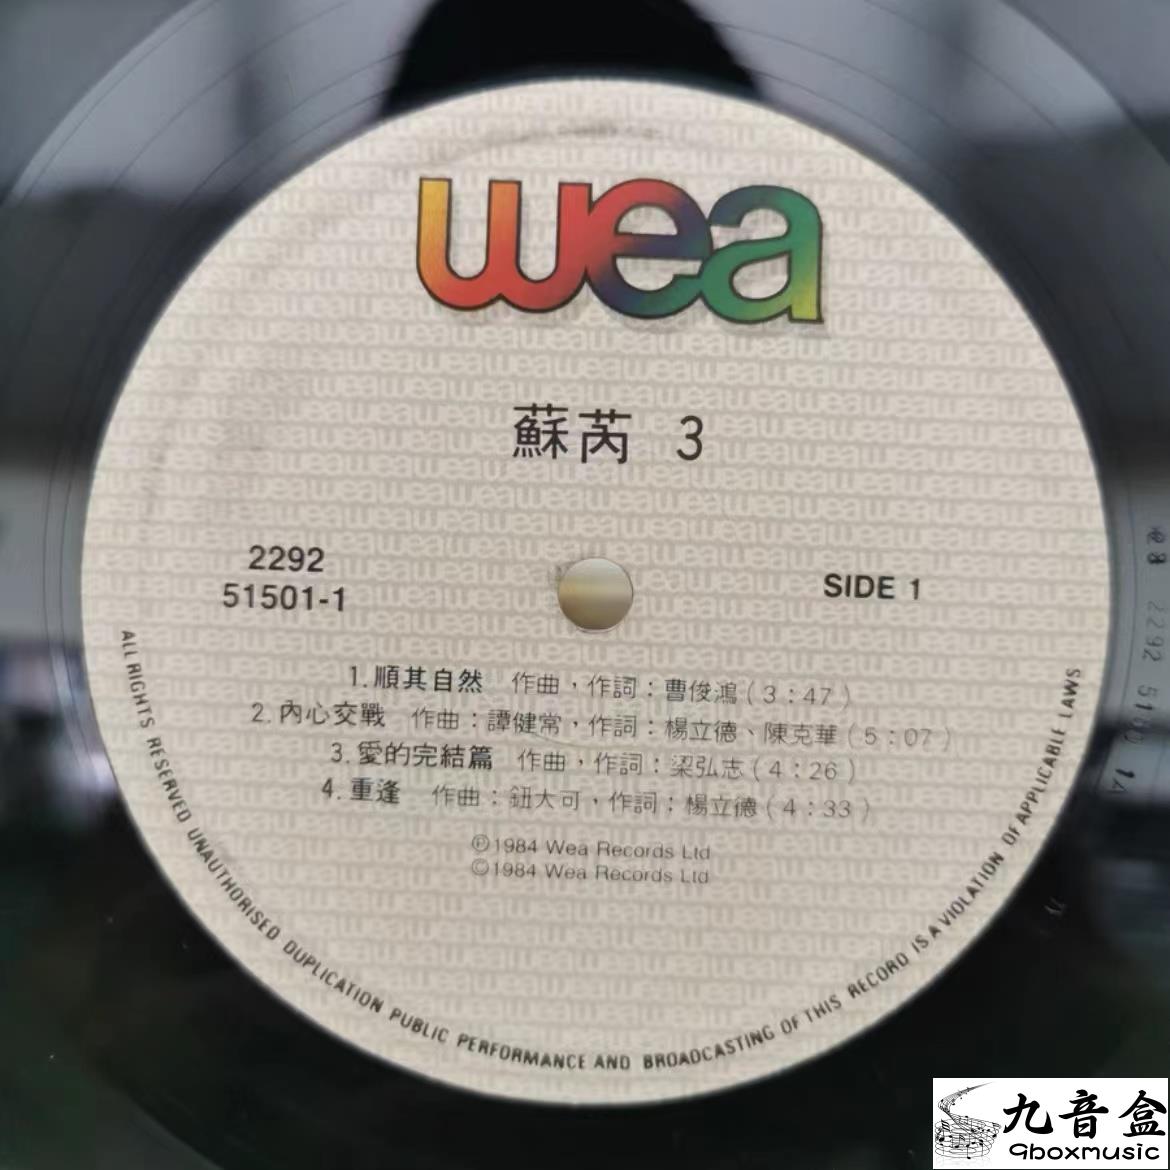 wea
蘇芮 3
2292
51501-1
SIDE 1
1.順其自然 作曲，作詞：曹俊鴻(3：47)
2.內心交戰 作曲：譚健常，作詞：楊立德、陳克華(5：07)
3.愛的完結篇 作曲，作詞：梁弘志(4：26)
4.重逢 作曲：鈕大可，作詞：楊立德(4：33)
Ⓟ1984 Wea Records Ltd
©1984 Wea Records Ltd
ALL RIGHTS RESERVED UNAUTHORISED DUPLICATION PUBLIC PERFORMANCE AND BROADCASTING OF THIS RECORD IS A VIOLATION OF APPLICABLE LAWS
九音盒
9boxmusic